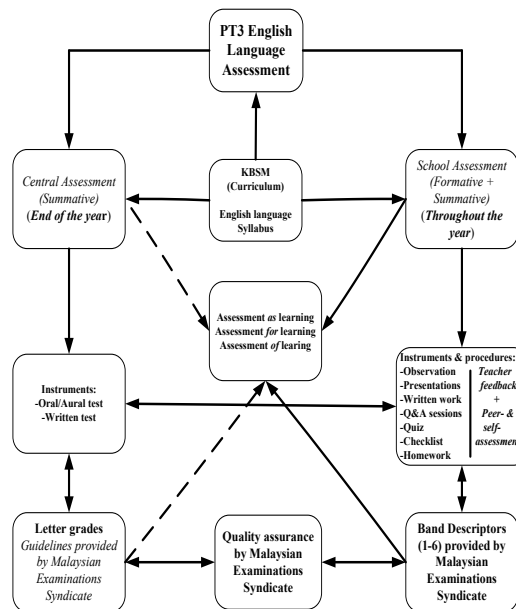 PT3 English
Language
Assessment
Central Assessment
(Summative)
(End of the year)
KBSM
(Curriculum)
English language
Syllabus
School Assessment
(Formative +
Summative)
(Throughout the
year)
Assessment as learning
Assessment for learning
Assessment of learing
Instruments:
-Oral/Aural test
-Written test
Instruments & procedures:
-Observation
-Presentations
-Written work
-Q&A sessions
-Quiz
-Checklist
-Homework
Teacher
feedback
+
Peer- &
self-
assessment
Letter grades
Guidelines provided
by Malaysian
Examinations
Syndicate
Quality assurance
by Malaysian
Examinations
Syndicate
Band Descriptors
(1-6) provided by
Malaysian
Examinations
Syndicate